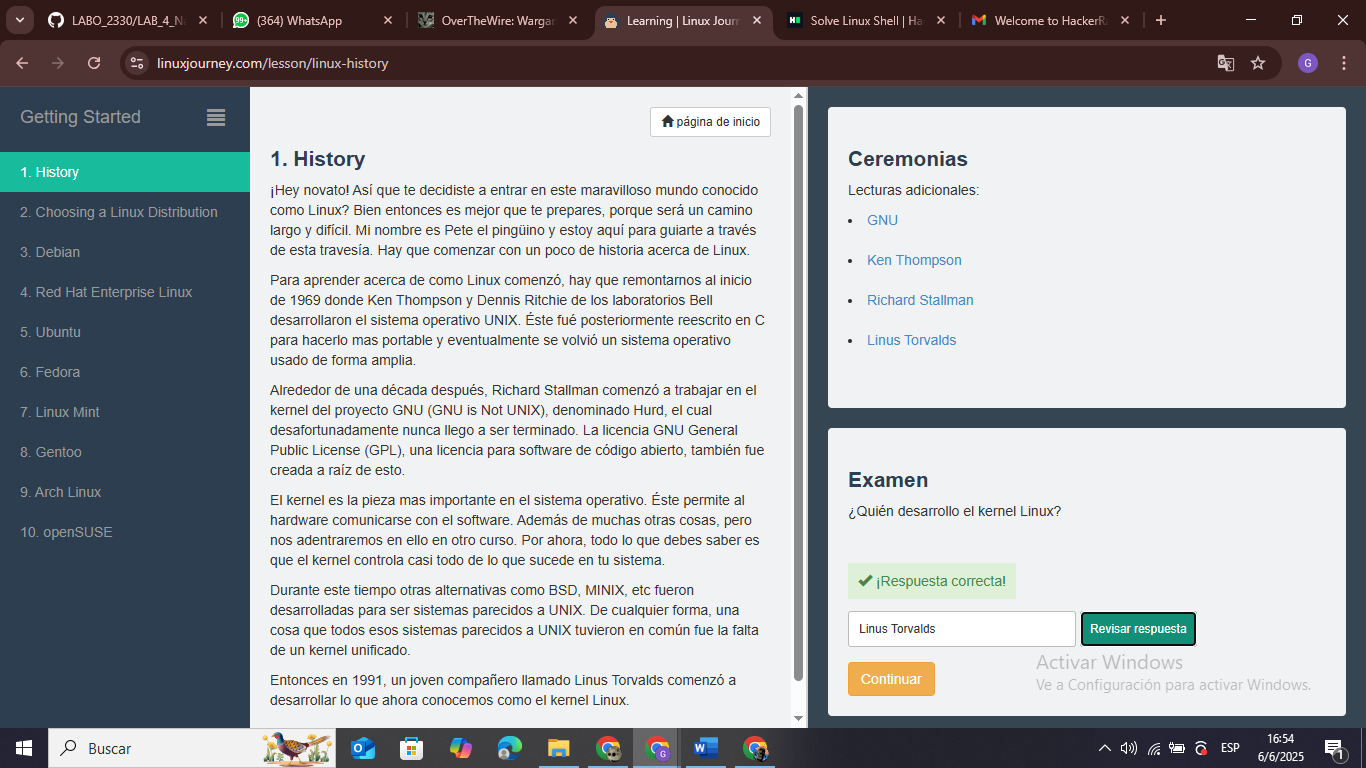 LABO_2330/LAB_4_Na
(364) WhatsApp
OverTheWire: Wargar
Learning | Linux Journ
Solve Linux Shell | Ha
Welcome to HackerRa
linuxjourney.com/lesson/linux-history
G
Getting Started
1. History
2. Choosing a Linux Distribution
3. Debian
4. Red Hat Enterprise Linux
5. Ubuntu
6. Fedora
7. Linux Mint
8. Gentoo
9. Arch Linux
10. openSUSE
página de inicio
1. History
¡Hey novato! Así que te decidiste a entrar en este maravilloso mundo conocido
como Linux? Bien entonces es mejor que te prepares, porque será un camino
largo y difícil. Mi nombre es Pete el pingüino y estoy aquí para guiarte a través
de esta travesía. Hay que comenzar con un poco de historia acerca de Linux.
Para aprender acerca de como Linux comenzó, hay que remontarnos al inicio
de 1969 donde Ken Thompson y Dennis Ritchie de los laboratorios Bell
desarrollaron el sistema operativo UNIX. Éste fué posteriormente reescrito en C
para hacerlo mas portable y eventualmente se volvió un sistema operativo
usado de forma amplia.
Alrededor de una década después, Richard Stallman comenzó a trabajar en el
kernel del proyecto GNU (GNU is Not UNIX), denominado Hurd, el cual
desafortunadamente nunca llego a ser terminado. La licencia GNU General
Public License (GPL), una licencia para software de código abierto, también fue
creada a raíz de esto.
El kernel es la pieza mas importante en el sistema operativo. Éste permite al
hardware comunicarse con el software. Además de muchas otras cosas, pero
nos adentraremos en ello en otro curso. Por ahora, todo lo que debes saber es
que el kernel controla casi todo de lo que sucede en tu sistema.
Durante este tiempo otras alternativas como BSD, MINIX, etc fueron
desarrolladas para ser sistemas parecidos a UNIX. De cualquier forma, una
cosa que todos esos sistemas parecidos a UNIX tuvieron en común fue la falta
de un kernel unificado.
Entonces en 1991, un joven compañero llamado Linus Torvalds comenzó a
desarrollar lo que ahora conocemos como el kernel Linux.
Ceremonias
Lecturas adicionales:
GNU
Ken Thompson
Richard Stallman
Linus Torvalds
Examen
¿Quién desarrollo el kernel Linux?
¡Respuesta correcta!
Linus Torvalds
Revisar respuesta
Continuar
Activar Windows
Ve a Configuración para activar Windows.
Buscar
ESP
16:54
6/6/2025
1